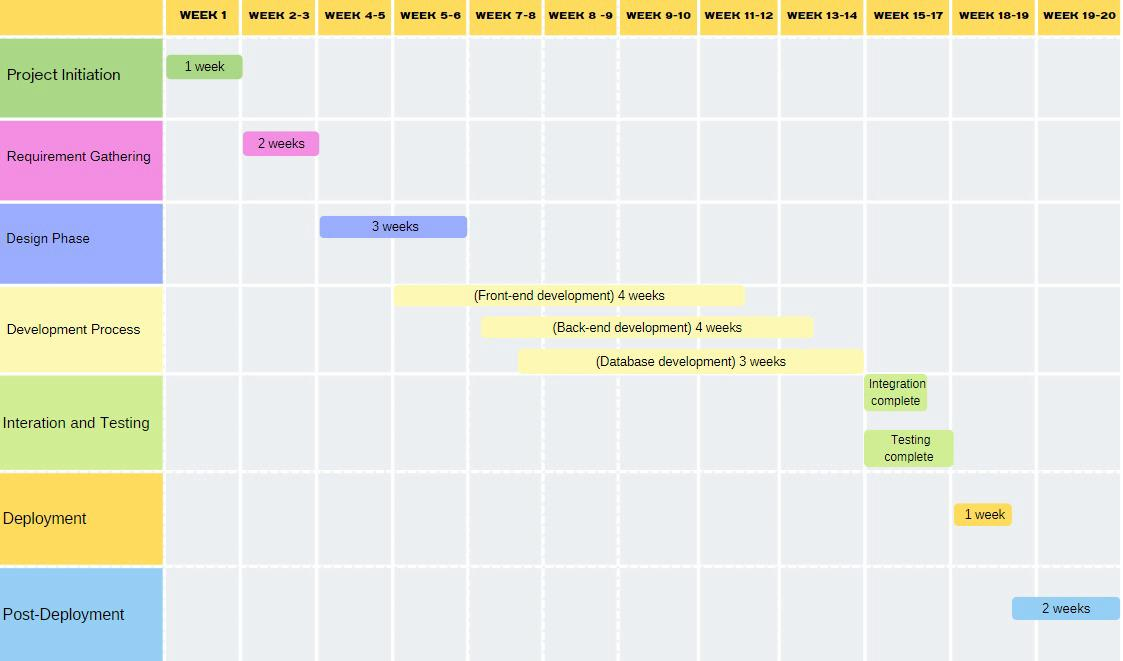 WEEK 1 WEEK 2-3 WEEK 4-5 WEEK 5-6 WEEK 7-8 WEEK 8 -9 WEEK 9-10 WEEK 11-12 WEEK 13-14 WEEK 15-17 WEEK 18-19 WEEK 19-20
Project Initiation
1 week
Requirement Gathering
2 weeks
Design Phase
3 weeks
Development Process
(Front-end development) 4 weeks
(Back-end development) 4 weeks
(Database development) 3 weeks
Interation and Testing
Integration
complete
Testing
complete
Deployment
1 week
Post-Deployment
2 weeks